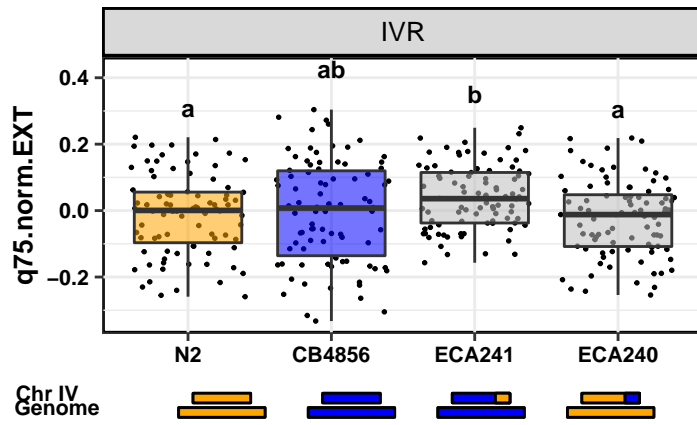 IVR
q75.norm.EXT
0.4
0.2
0.0
−0.2
a
ab
b
a
N2 CB4856 ECA241 ECA240
Chr IV
Genome